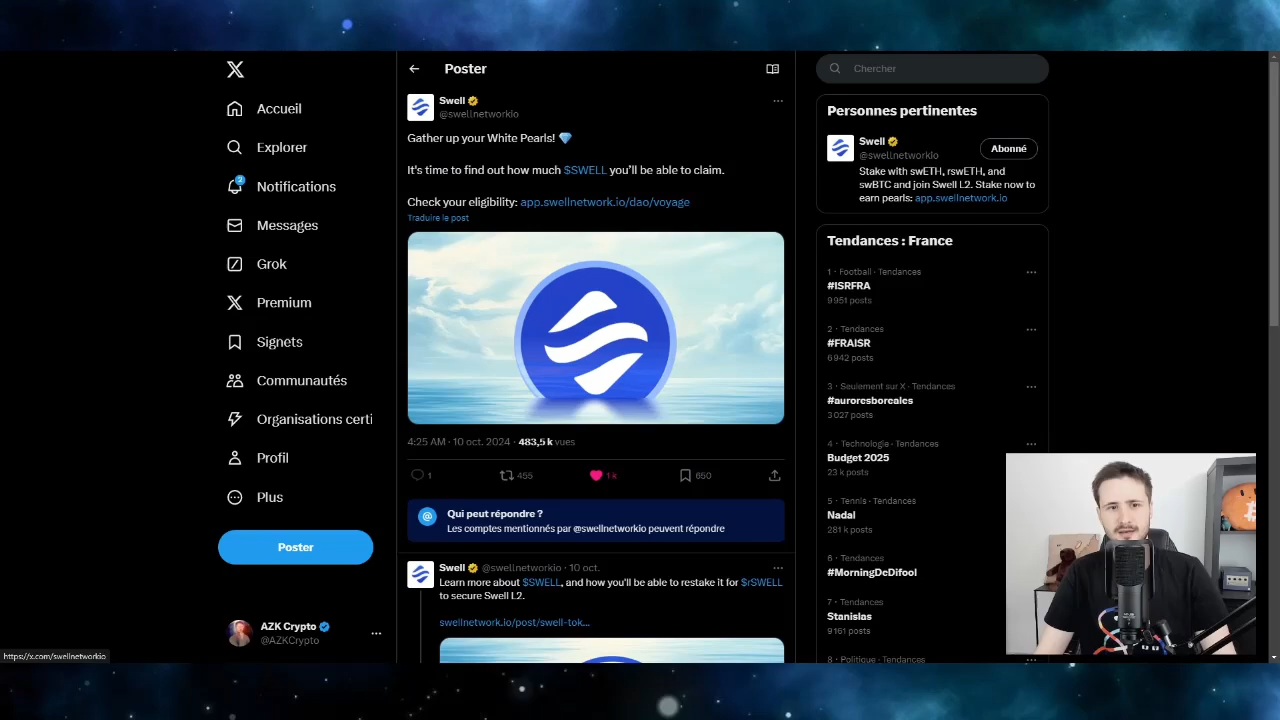 Accueil
Explorer
2
Notifications
Messages
Grok
Premium
Signets
Communautés
Organisations certi
Profil
Plus
Poster
AZK Crypto
@AZKCrypto
https://x.com/swellnetworkio
Poster
Swell
@swellnetworkio
Gather up your White Pearls! 💎
It's time to find out how much $SWELL you'll be able to claim.
Check your eligibility: app.swellnetwork.io/dao/voyage
Traduire le post
4:25 AM · 10 oct. 2024 · 483,5 k vues
1 455 1 k 650
Qui peut répondre ?
Les comptes mentionnés par @swellnetworkio peuvent répondre
Swell @swellnetworkio · 10 oct.
Learn more about $SWELL, and how you'll be able to restake it for $rSWELL
to secure Swell L2.
swellnetwork.io/post/swell-tok...
Chercher
Personnes pertinentes
Swell
@swellnetworkio
Abonné
Stake with swETH, rswETH, and
swBTC and join Swell L2. Stake now to
earn pearls: app.swellnetwork.io
Tendances : France
1 · Football · Tendances
#ISRFRA
9 951 posts
2 · Tendances
#FRAISR
6 942 posts
3 · Seulement sur X · Tendances
#auroresboreales
3 027 posts
4 · Technologie · Tendances
Budget 2025
23 k posts
5 · Tennis · Tendances
Nadal
281 k posts
6 · Tendances
#MorningDeDifool
7 · Tendances
Stanislas
9 161 posts
8 · Politique · Tendances